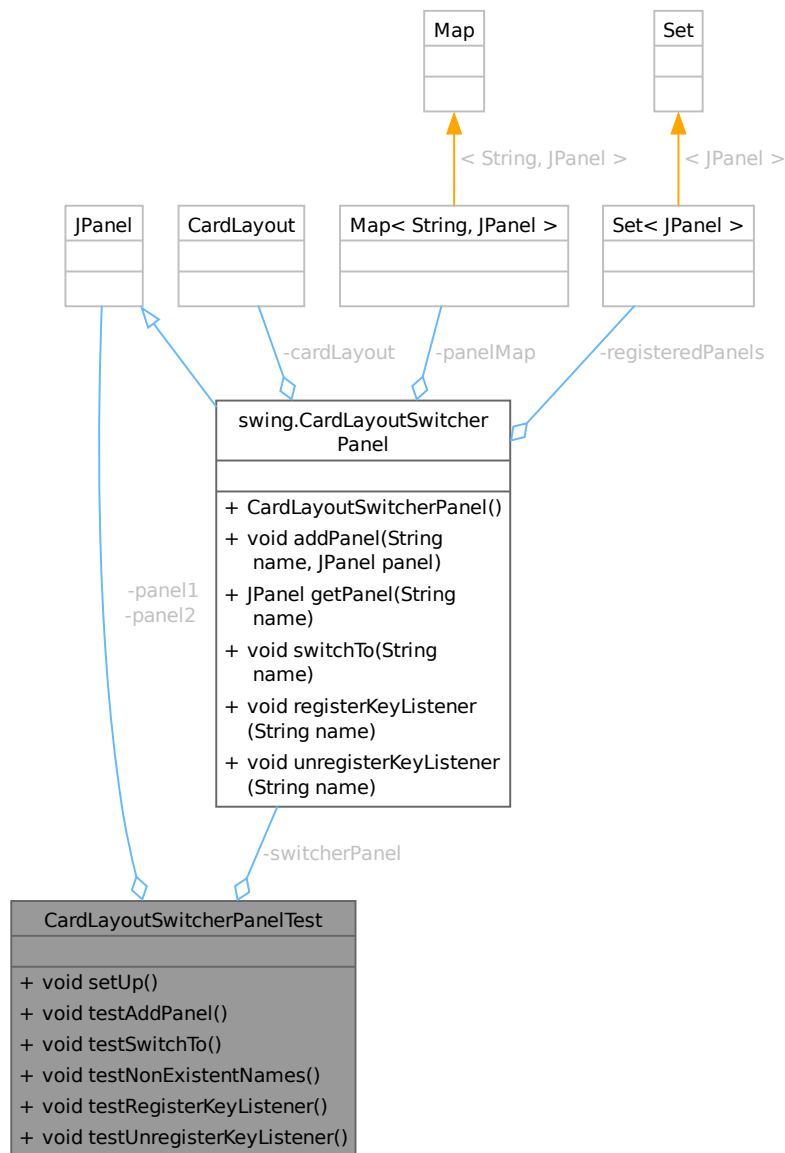 Map
Set
< String, JPanel >
< JPanel >
JPanel
CardLayout
Map< String, JPanel >
Set< JPanel >
-cardLayout
-panelMap
-registeredPanels
swing.CardLayoutSwitcher
Panel
+ CardLayoutSwitcherPanel()
+ void addPanel(String
name, JPanel panel)
+ JPanel getPanel(String
name)
+ void switchTo(String
name)
+ void registerKeyListener
(String name)
+ void unregisterKeyListener
(String name)
-panel1
-panel2
-switcherPanel
CardLayoutSwitcherPanelTest
+ void setUp()
+ void testAddPanel()
+ void testSwitchTo()
+ void testNonExistentNames()
+ void testRegisterKeyListener()
+ void testUnregisterKeyListener()